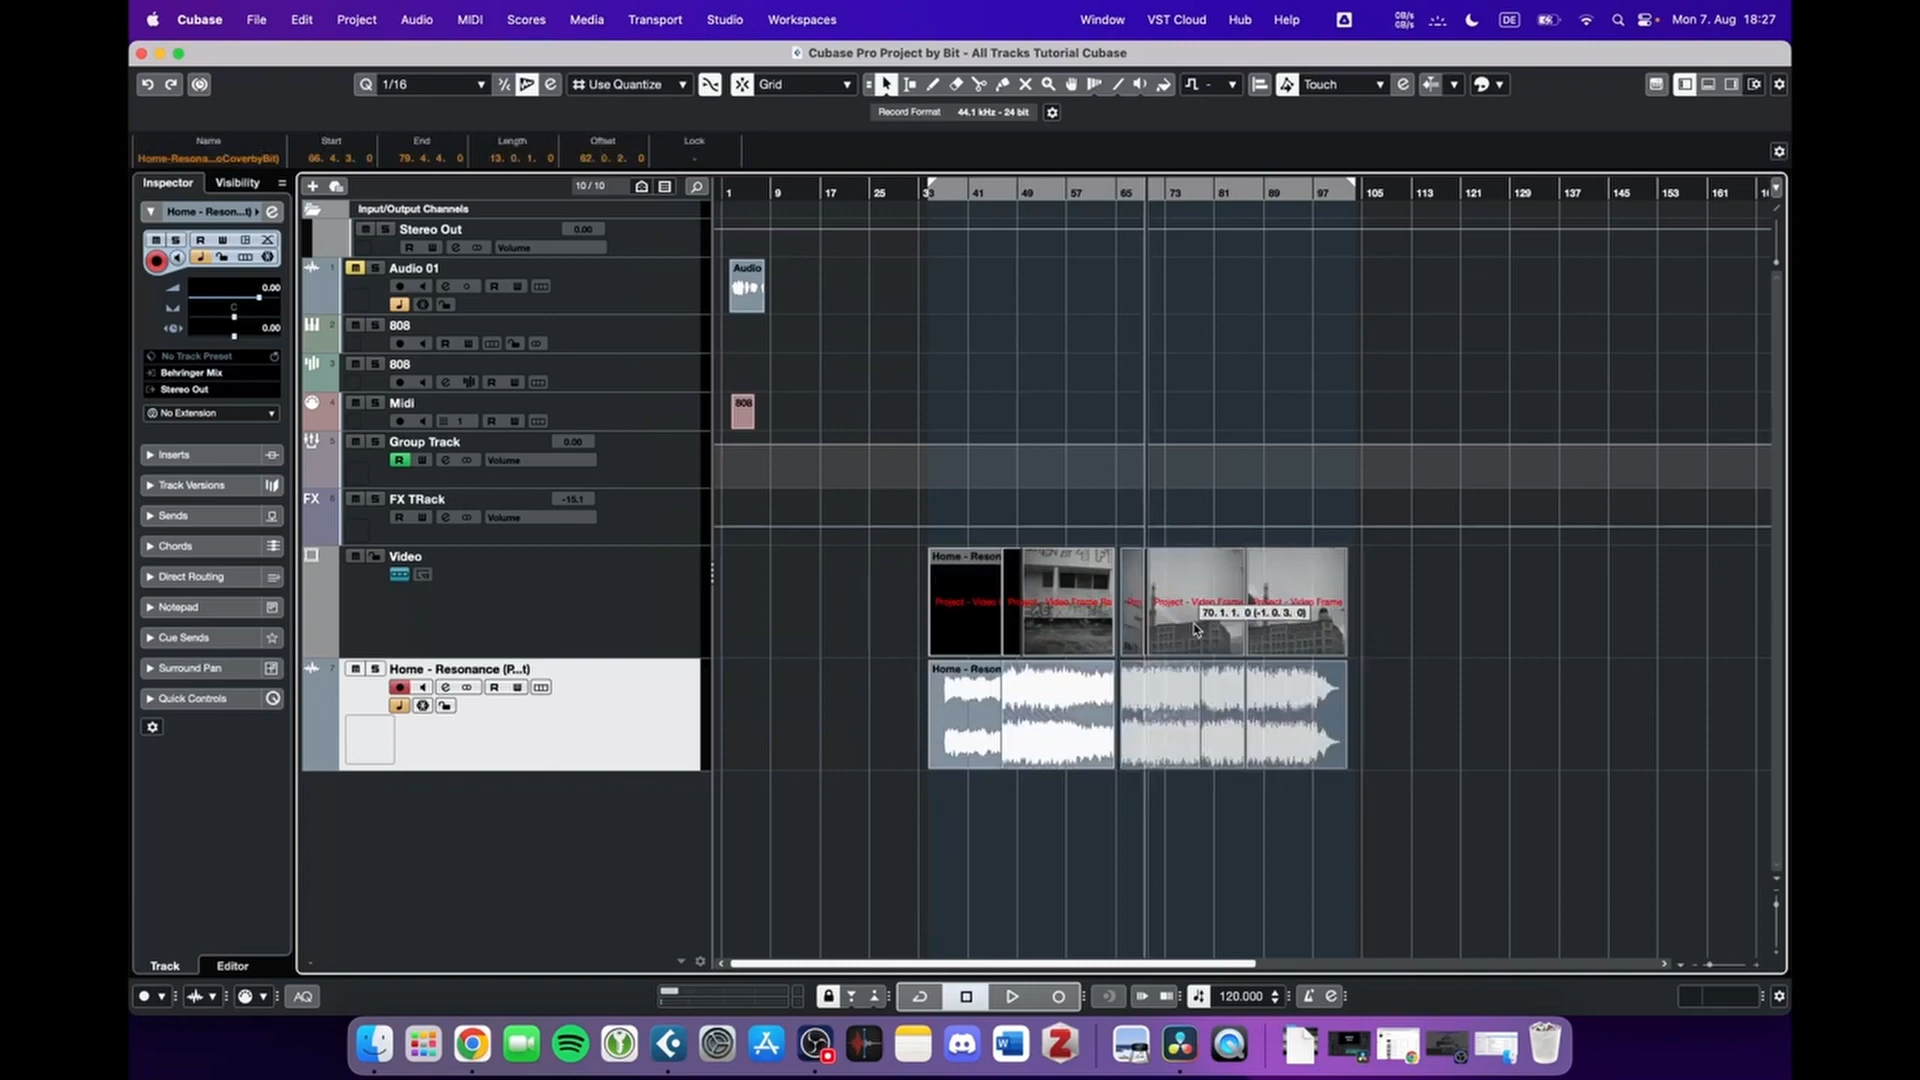 Cubase File Edit Project Audio MIDI Scores Media Transport Studio Workspaces Window VST Cloud Hub Help DE Mon 7. Aug 18:27
Cubase Pro Project by Bit - All Tracks Tutorial Cubase
Q 1/16 Use Quantize Grid Touch
Record Format 44.1 kHz - 24 bit
Name Start End Length Offset Lock
Home-Resona...oCoverbyBit) 66. 4. 3. 0 79. 4. 4. 0 13. 0. 1. 0 62. 0. 2. 0 -
Inspector Visibility
10 / 10
1 9 17 25 33 41 49 57 65 73 81 89 97 105 113 121 129 137 145 153 161
Home - Reson...t)
Input/Output Channels
m S Stereo Out 0.00
R W e Volume
m S R W
1 m S Audio 01
Audio
0.00
C
0.00
2 m S 808
3 m S 808
No Track Preset
Behringer Mix
Stereo Out
No Extension
4 m S Midi
808
1 R W
5 m S Group Track 0.00
R W e Volume
Inserts
Track Versions
Sends
Chords
Direct Routing
Notepad
Cue Sends
Surround Pan
Quick Controls
FX 6 m S FX TRack -15.1
R W e Volume
m Video
Home - Reson
Project - Video Project - Video Frame Ra Pro Project - Video Frame Project - Video Frame
70. 1. 1. 0 (-1. 0. 3. 0)
7 m S Home - Resonance (P...t)
Home - Reson
Track Editor
AQ 120.000